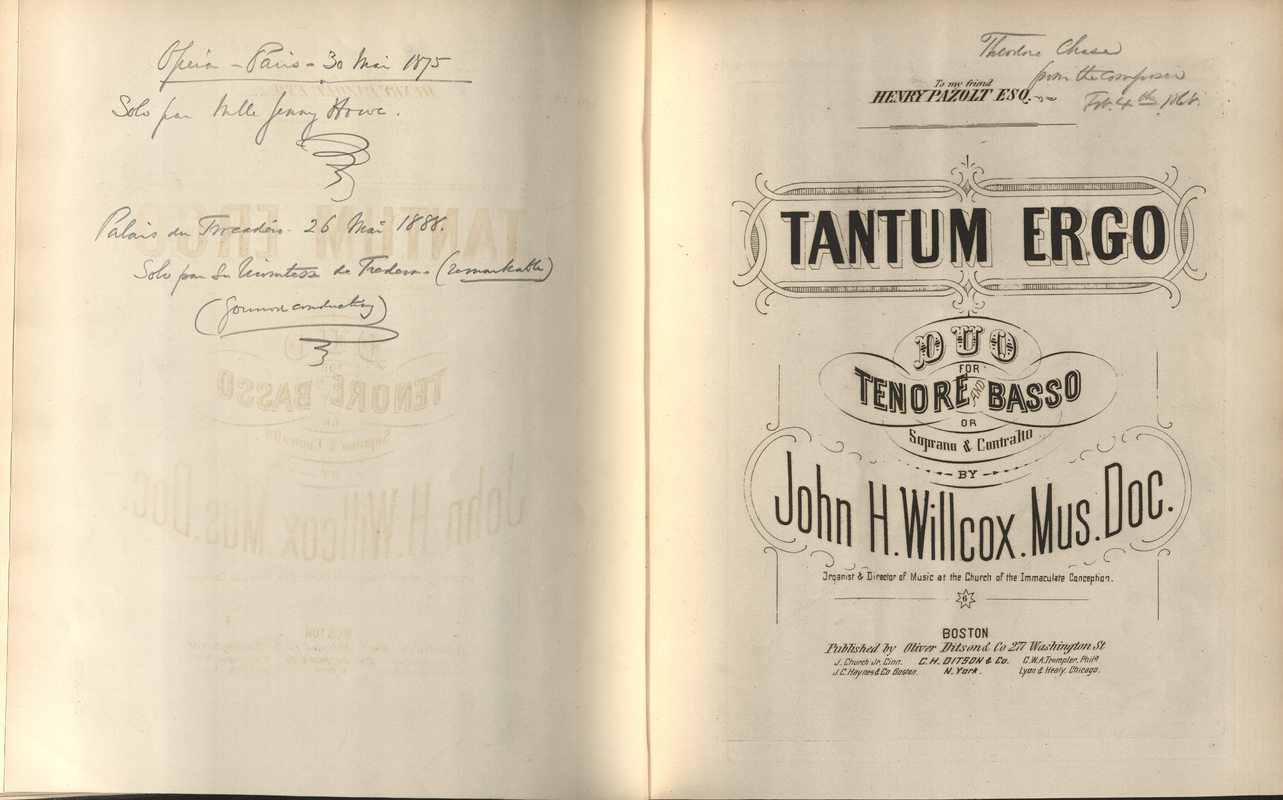 Opéra - Paris - 30 Mai 1875
Solo par Mlle Jenny Howe.
Palais du Trocadéro. 26 Mai 1888.
Solo par la Vicomtesse de Tredern (remarkable)
(Gounod conducting)
Theodore Chase
from the composer
Feb. 4th 1868.
To my friend
HENRY PAZOLT ESQ.
TANTUM ERGO
DUO
FOR
TENORE AND BASSO
OR
Soprano & Contralto
BY
John H. Willcox. Mus. Doc.
Organist & Director of Music at the Church of the Immaculate Conception.
6
BOSTON
Published by Oliver Ditson & Co 277 Washington St
J. Church Jr. Cinn. C.H. DITSON & Co. C.W.A. Trumpler. Phila.
J.C. Haynes & Co Boston. N. York. Lyon & Healy. Chicago.